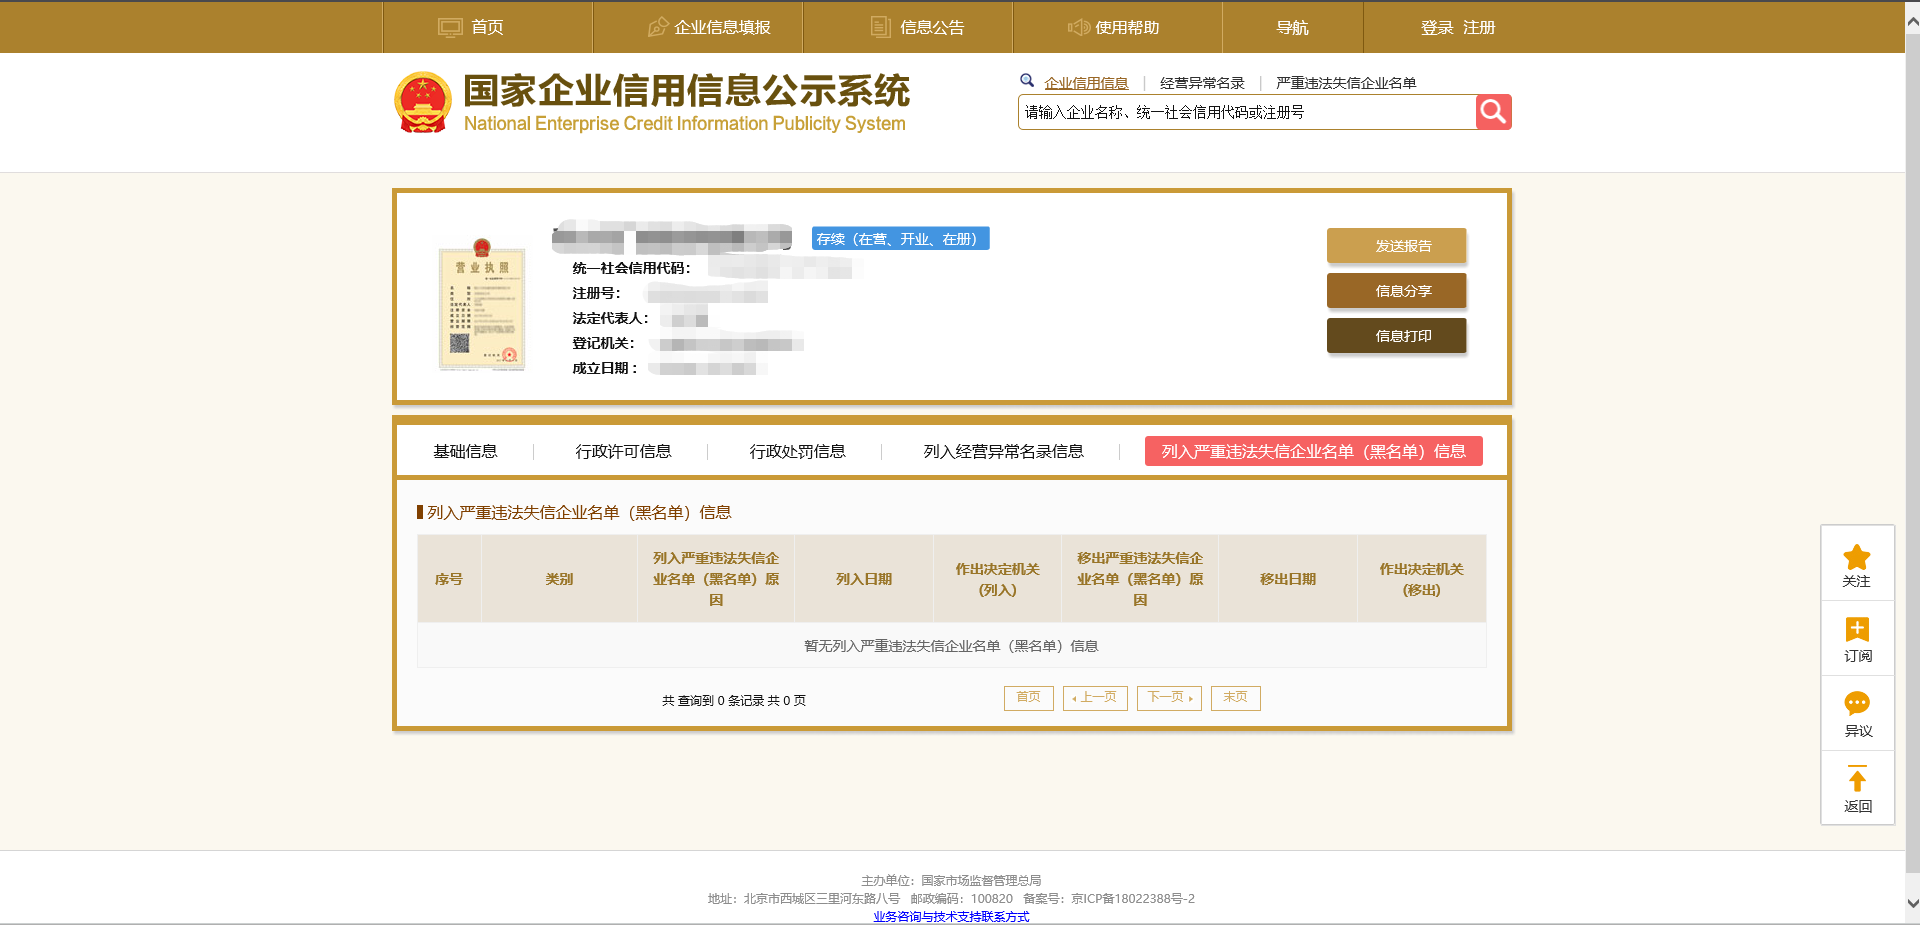 首页
企业信息填报
信息公告
使用帮助
导航
登录 注册
国家企业信用信息公示系统
National Enterprise Credit Information Publicity System
企业信用信息 | 经营异常名录 | 严重违法失信企业名单
请输入企业名称、统一社会信用代码或注册号
营业执照
存续（在营、开业、在册）
统一社会信用代码：
注册号：
法定代表人：
登记机关：
成立日期：
发送报告
信息分享
信息打印
基础信息
行政许可信息
行政处罚信息
列入经营异常名录信息
列入严重违法失信企业名单（黑名单）信息
列入严重违法失信企业名单（黑名单）信息
序号
类别
列入严重违法失信企
业名单（黑名单）原
因
列入日期
作出决定机关
(列入)
移出严重违法失信企
业名单（黑名单）原
因
移出日期
作出决定机关
(移出)
暂无列入严重违法失信企业名单（黑名单）信息
共 查询到 0 条记录 共 0 页
首页
上一页
下一页
末页
关注
订阅
异议
返回
主办单位：国家市场监督管理总局
地址：北京市西城区三里河东路八号 邮政编码：100820 备案号：京ICP备18022388号-2
业务咨询与技术支持联系方式